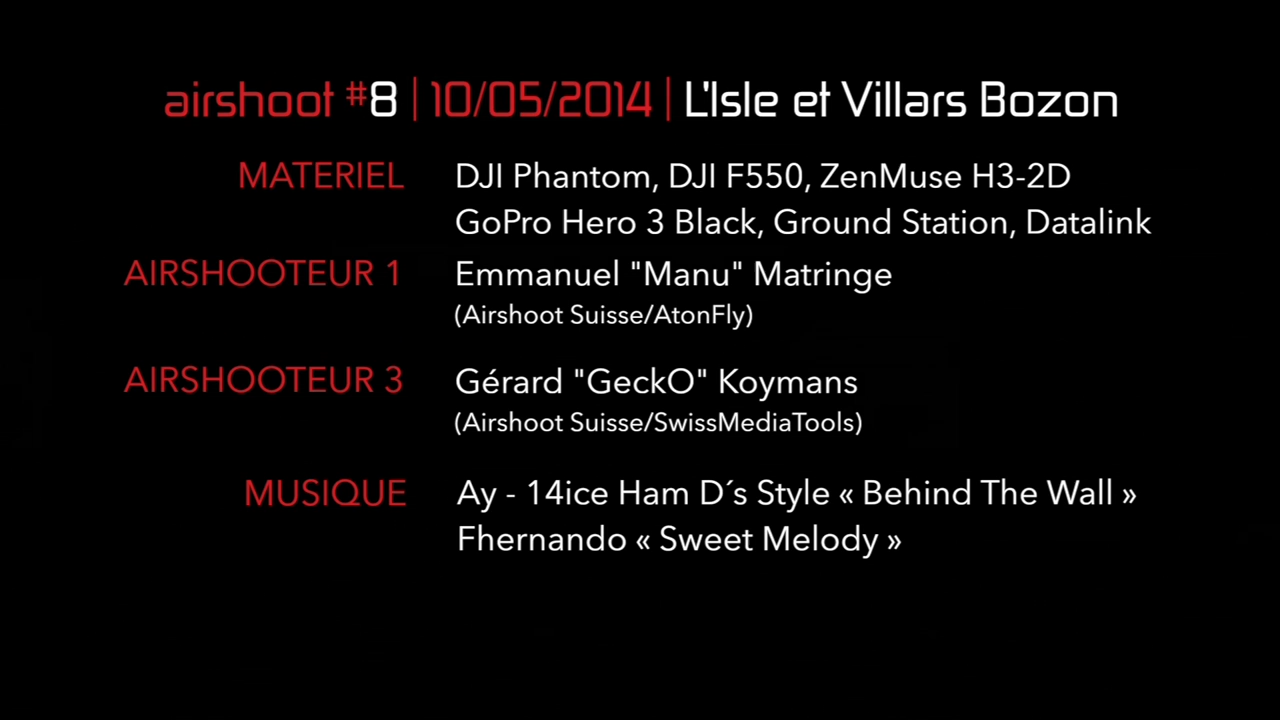 airshoot #8 | 10/05/2014 | L'Isle et Villars Bozon
MATERIEL DJI Phantom, DJI F550, ZenMuse H3-2D
GoPro Hero 3 Black, Ground Station, Datalink
AIRSHOOTEUR 1 Emmanuel "Manu" Matringe
(Airshoot Suisse/AtonFly)
AIRSHOOTEUR 3 Gérard "GeckO" Koymans
(Airshoot Suisse/SwissMediaTools)
MUSIQUE Ay - 14ice Ham D´s Style « Behind The Wall »
Fhernando « Sweet Melody »